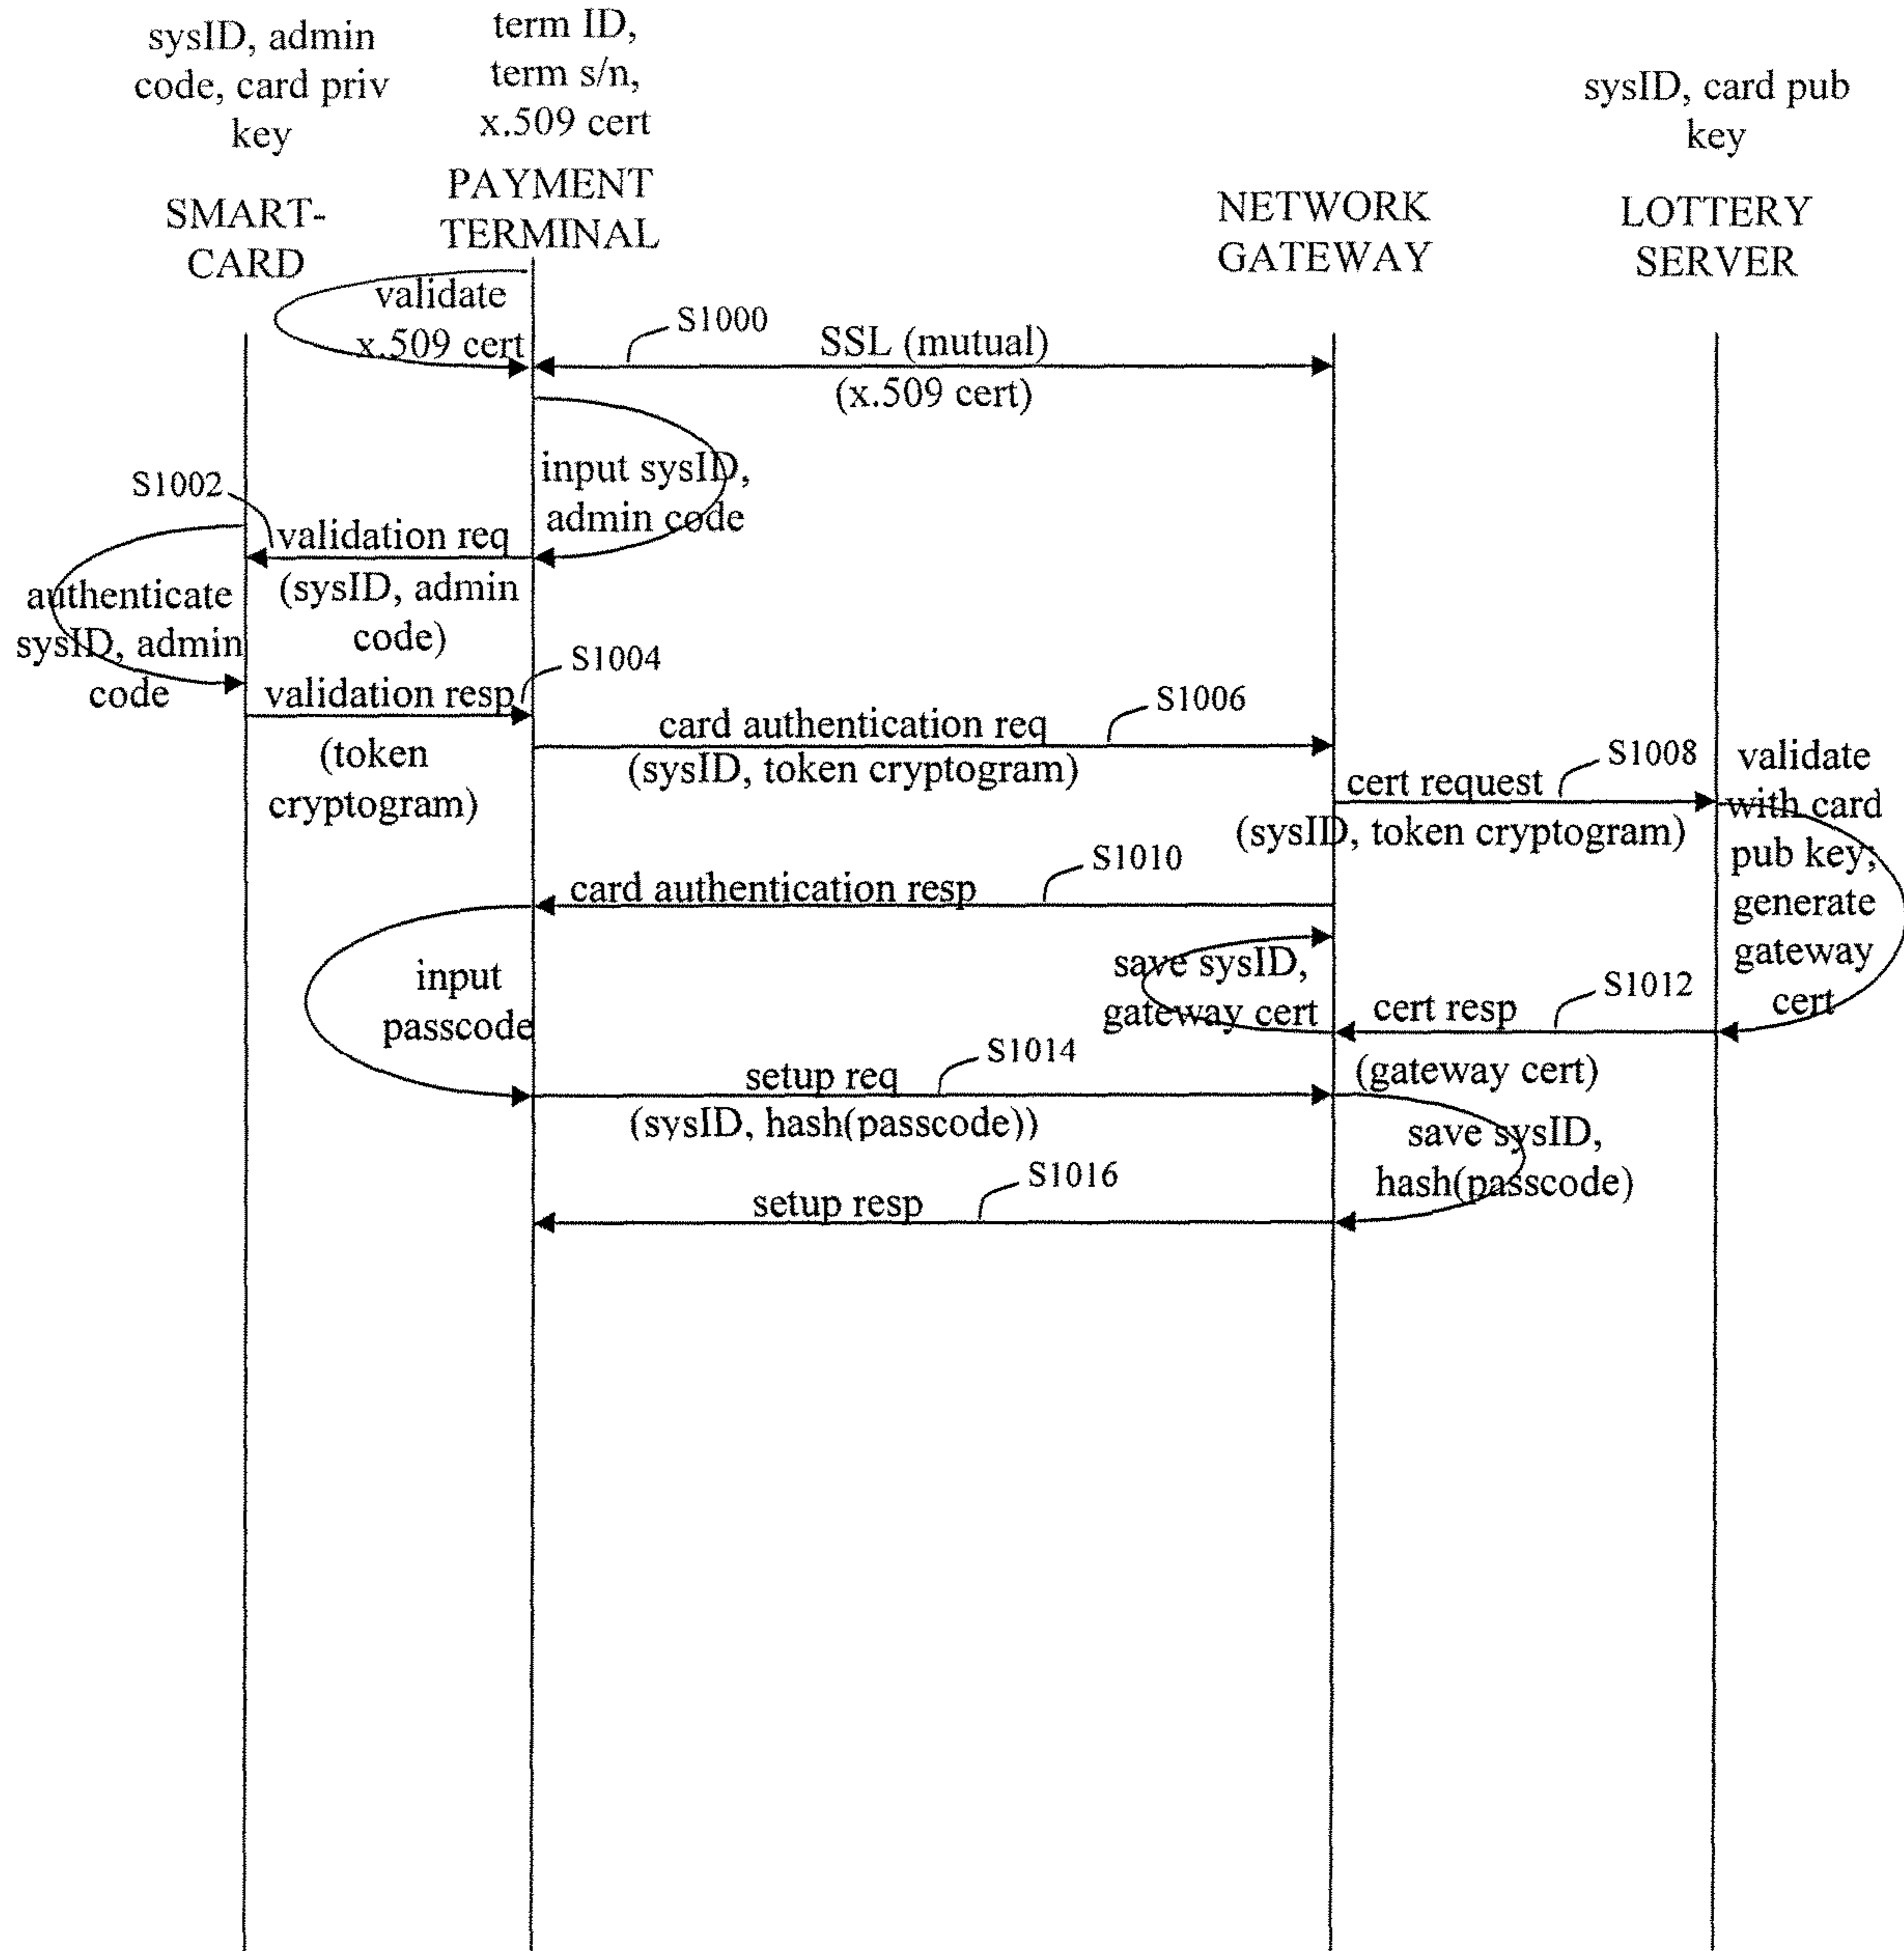 sysID, admin
code, card priv
key
term ID,
term s/n,
x.509 cert
sysID, card pub
key
SMART-
CARD
PAYMENT
TERMINAL
NETWORK
GATEWAY
LOTTERY
SERVER
validate
x.509 cert
S1000
SSL (mutual)
(x.509 cert)
input sysID,
admin code
S1002
validation req
(sysID, admin
code)
authenticate
sysID, admin
code
S1004
validation resp
(token
cryptogram)
S1006
card authentication req
(sysID, token cryptogram)
S1008
cert request
(sysID, token cryptogram)
validate
with card
pub key;
generate
gateway
cert
S1010
card authentication resp
input
passcode
save sysID,
gateway cert
S1012
cert resp
(gateway cert)
S1014
setup req
(sysID, hash(passcode))
save sysID,
hash(passcode)
S1016
setup resp